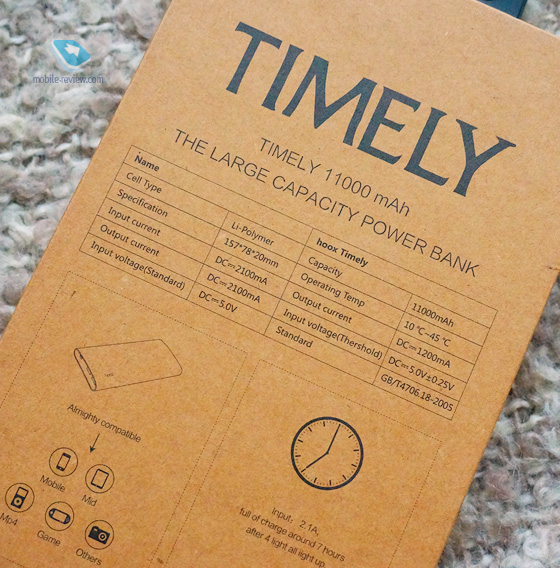 mobile-review.com
TIMELY
TIMELY 11000 mAh
THE LARGE CAPACITY POWER BANK
Name hoox Timely
Cell Type Li-Polymer Capacity 11000mAh
Specification 157*78*20mm Operating Temp 10℃~45℃
Input current DC⎓2100mA Output current DC⎓1200mA
Output current DC⎓2100mA Input voltage(Thershold) DC⎓5.0V±0.25V
Input voltage(Standard) DC⎓5.0V Standard GB/T4706.18-2005
Almighty compatible
Mobile Mid
Mp4 Game Others
Input: 2.1A,
full of charge around 7 hours
after 4 light all light up.